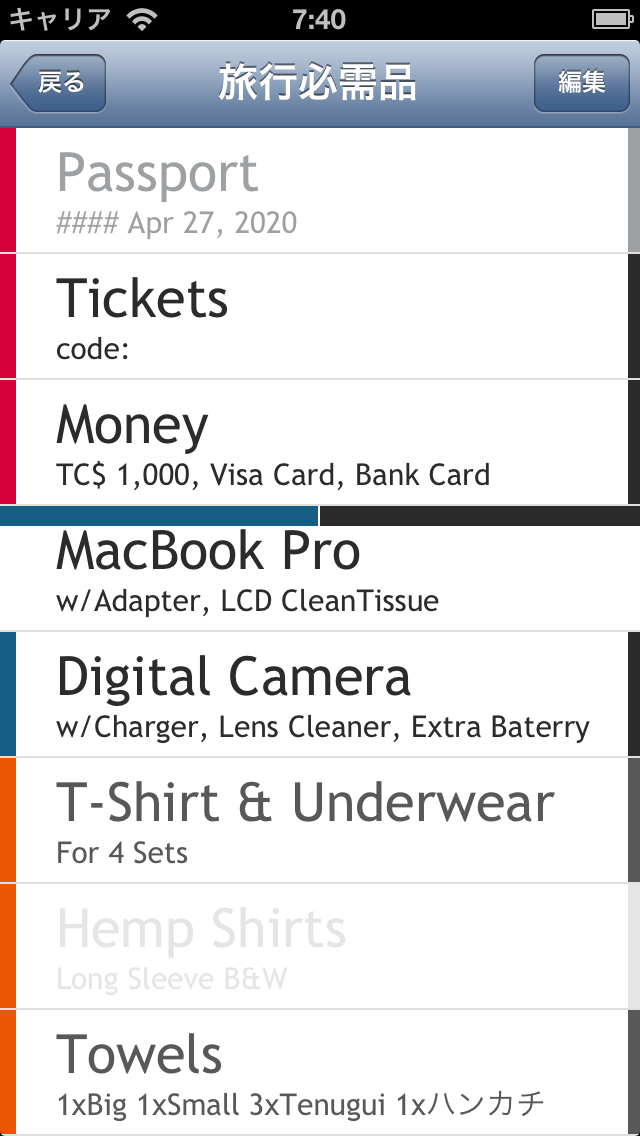 キャリア 7:40
戻る 旅行必需品 編集
Passport
#### Apr 27, 2020
Tickets
code:
Money
TC$ 1,000, Visa Card, Bank Card
MacBook Pro
w/Adapter, LCD CleanTissue
Digital Camera
w/Charger, Lens Cleaner, Extra Baterry
T-Shirt & Underwear
For 4 Sets
Hemp Shirts
Long Sleeve B&W
Towels
1xBig 1xSmall 3xTenugui 1xハンカチ